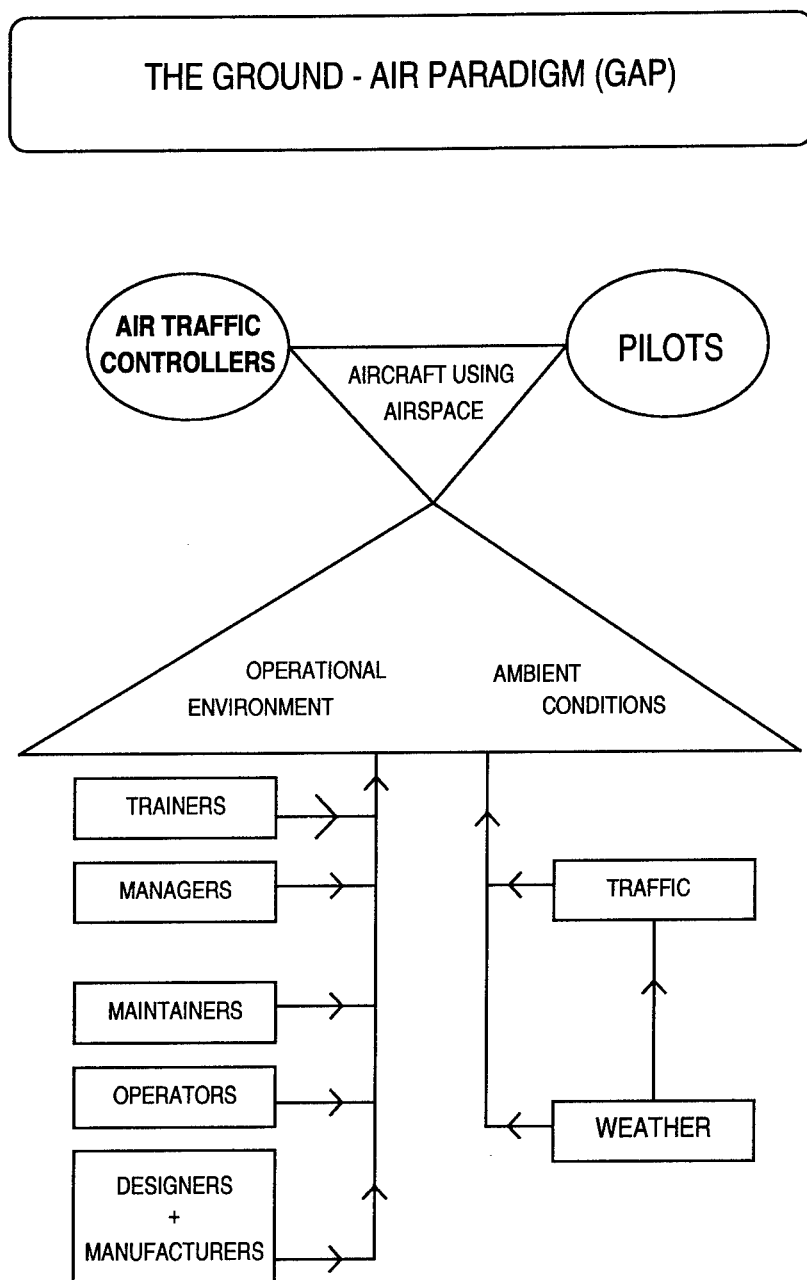 THE GROUND - AIR PARADIGM (GAP)
AIR TRAFFIC
CONTROLLERS
PILOTS
AIRCRAFT USING
AIRSPACE
OPERATIONAL
ENVIRONMENT
AMBIENT
CONDITIONS
TRAINERS
MANAGERS
TRAFFIC
MAINTAINERS
OPERATORS
WEATHER
DESIGNERS
+
MANUFACTURERS